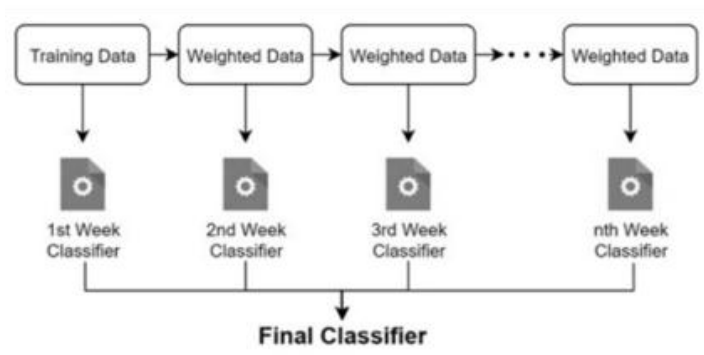 Training Data
Weighted Data
Weighted Data
Weighted Data
1st Week
Classifier
2nd Week
Classifier
3rd Week
Classifier
nth Week
Classifier
Final Classifier